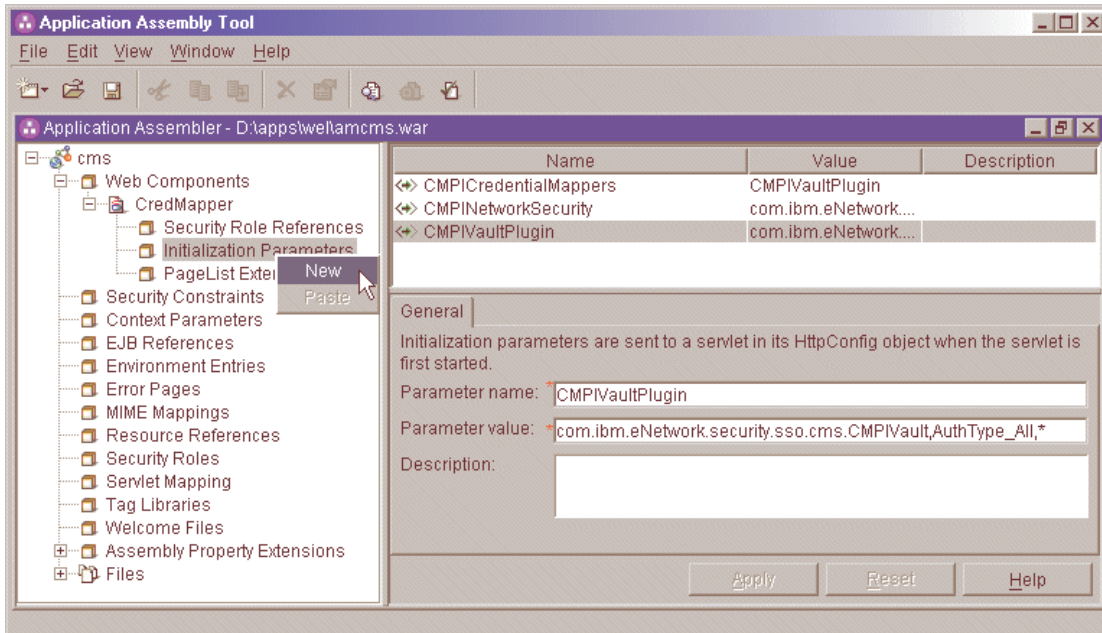 Application Assembly Tool
File Edit View Window Help
Application Assembler - D:\apps\wel\amcms.war
cms
Web Components
CredMapper
Security Role References
Initialization Parameters
PageList Exter
New
Paste
Security Constraints
Context Parameters
EJB References
Environment Entries
Error Pages
MIME Mappings
Resource References
Security Roles
Servlet Mapping
Tag Libraries
Welcome Files
Assembly Property Extensions
Files
Name Value Description
CMPICredentialMappers CMPIVaultPlugin
CMPINetworkSecurity com.ibm.eNetwork....
CMPIVaultPlugin com.ibm.eNetwork....
General
Initialization parameters are sent to a servlet in its HttpConfig object when the servlet is
first started.
Parameter name: *CMPIVaultPlugin
Parameter value: *com.ibm.eNetwork.security.sso.cms.CMPIVault,AuthType_All,*
Description:
Apply Reset Help